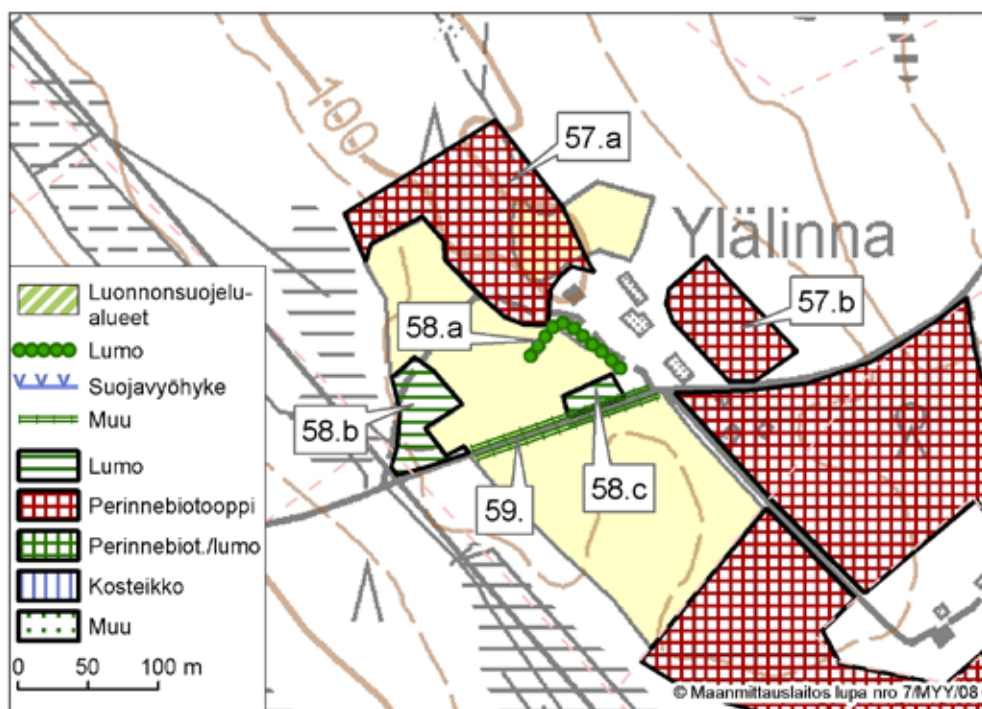 100
57.a
Ylälinna
57.b
58.a
58.b
58.c
59.
Luonnonsuojelu-
alueet
Lumo
Suojavyöhyke
Muu
Lumo
Perinnebiotooppi
Perinnebiot./lumo
Kosteikko
Muu
0 50 100 m
© Maanmittauslaitos lupa nro 7/MYY/08